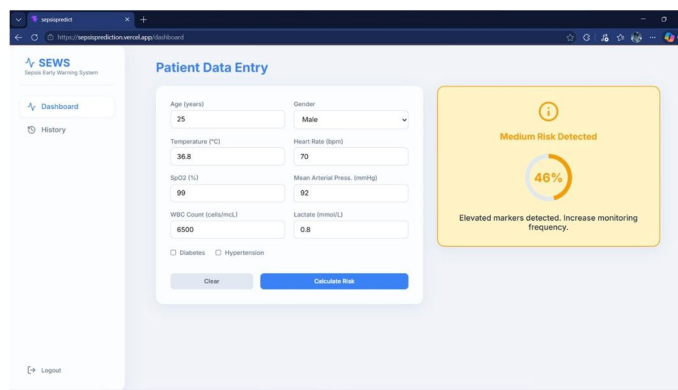 sepsispredict
https://sepsisprediction.vercel.app/dashboard
SEWS
Sepsis Early Warning System
Dashboard
History
Logout
Patient Data Entry
Age (years)
25
Gender
Male
Temperature (°C)
36.8
Heart Rate (bpm)
70
SpO2 (%)
99
Mean Arterial Press. (mmHg)
92
WBC Count (cells/mcL)
6500
Lactate (mmol/L)
0.8
Diabetes
Hypertension
Clear
Calculate Risk
Medium Risk Detected
46%
Elevated markers detected. Increase monitoring
frequency.